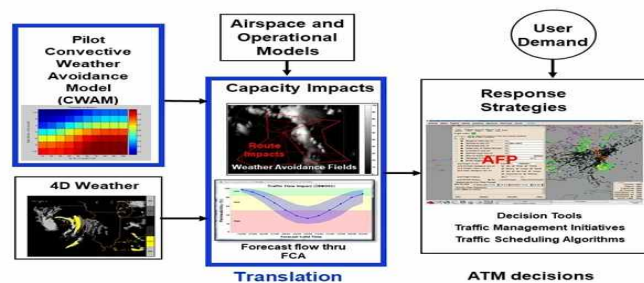 Pilot
Convective
Weather
Avoidance
Model
(CWAM)
Airspace and
Operational
Models
User
Demand
Capacity Impacts
Route
Impacts
Weather Avoidance Fields
Response
Strategies
AFP
4D Weather
Forecast flow thru
FCA
Decision Tools
Traffic Management Initiatives
Traffic Scheduling Algorithms
Translation
ATM decisions